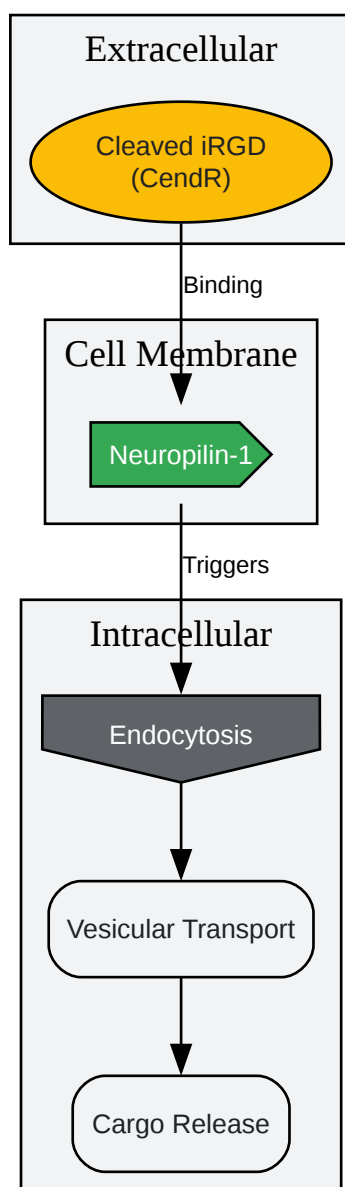 Extracellular
Cleaved iRGD
(CendR)
Binding
Cell Membrane
Neuropilin-1
Triggers
Intracellular
Endocytosis
Vesicular Transport
Cargo Release